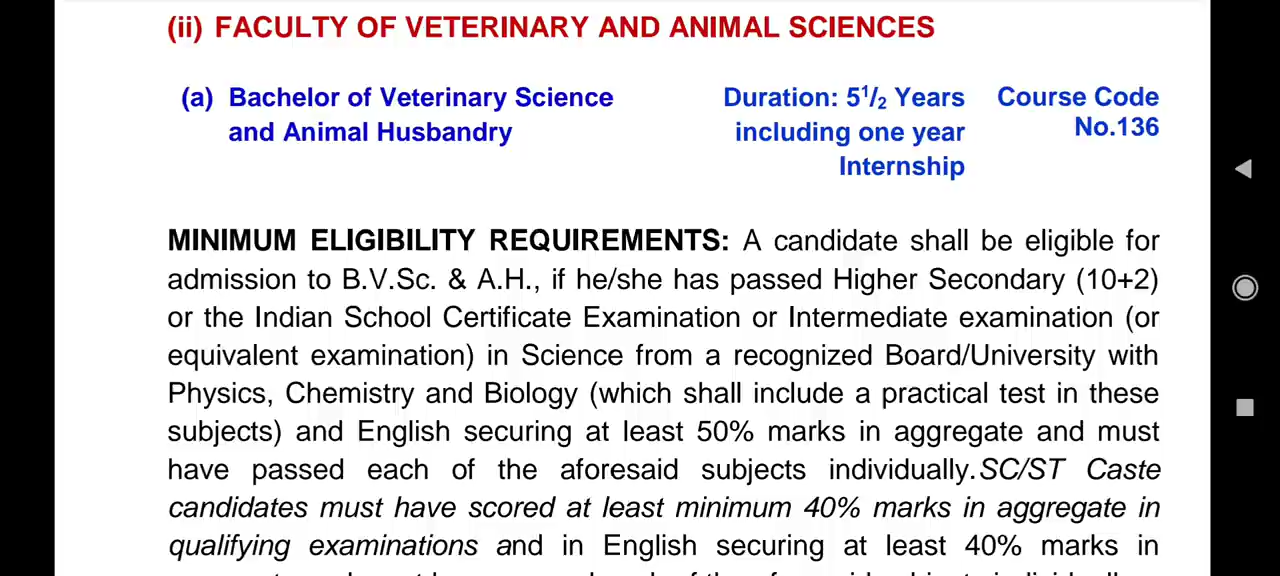 (ii) FACULTY OF VETERINARY AND ANIMAL SCIENCES
(a) Bachelor of Veterinary Science
and Animal Husbandry
Duration: 5 1/2 Years
including one year
Internship
Course Code
No.136
MINIMUM ELIGIBILITY REQUIREMENTS: A candidate shall be eligible for
admission to B.V.Sc. & A.H., if he/she has passed Higher Secondary (10+2)
or the Indian School Certificate Examination or Intermediate examination (or
equivalent examination) in Science from a recognized Board/University with
Physics, Chemistry and Biology (which shall include a practical test in these
subjects) and English securing at least 50% marks in aggregate and must
have passed each of the aforesaid subjects individually.SC/ST Caste
candidates must have scored at least minimum 40% marks in aggregate in
qualifying examinations and in English securing at least 40% marks in